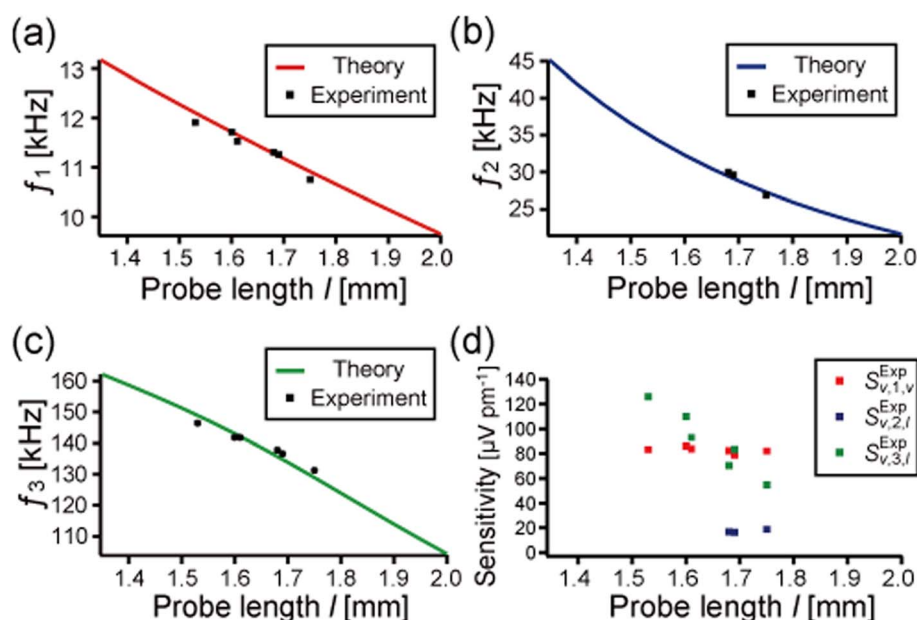 (a)
Theory
Experiment
13
12
11
10
f1 [kHz]
1.4 1.5 1.6 1.7 1.8 1.9 2.0
Probe length l [mm]
(b)
Theory
Experiment
45
40
35
30
25
f2 [kHz]
1.4 1.5 1.6 1.7 1.8 1.9 2.0
Probe length l [mm]
(c)
Theory
Experiment
160
150
140
130
120
110
f3 [kHz]
1.4 1.5 1.6 1.7 1.8 1.9 2.0
Probe length l [mm]
(d)
S^Exp_v,1,v
S^Exp_v,2,l
S^Exp_v,3,l
140
120
100
80
60
40
20
0
Sensitivity [µV pm⁻¹]
1.4 1.5 1.6 1.7 1.8 1.9 2.0
Probe length l [mm]